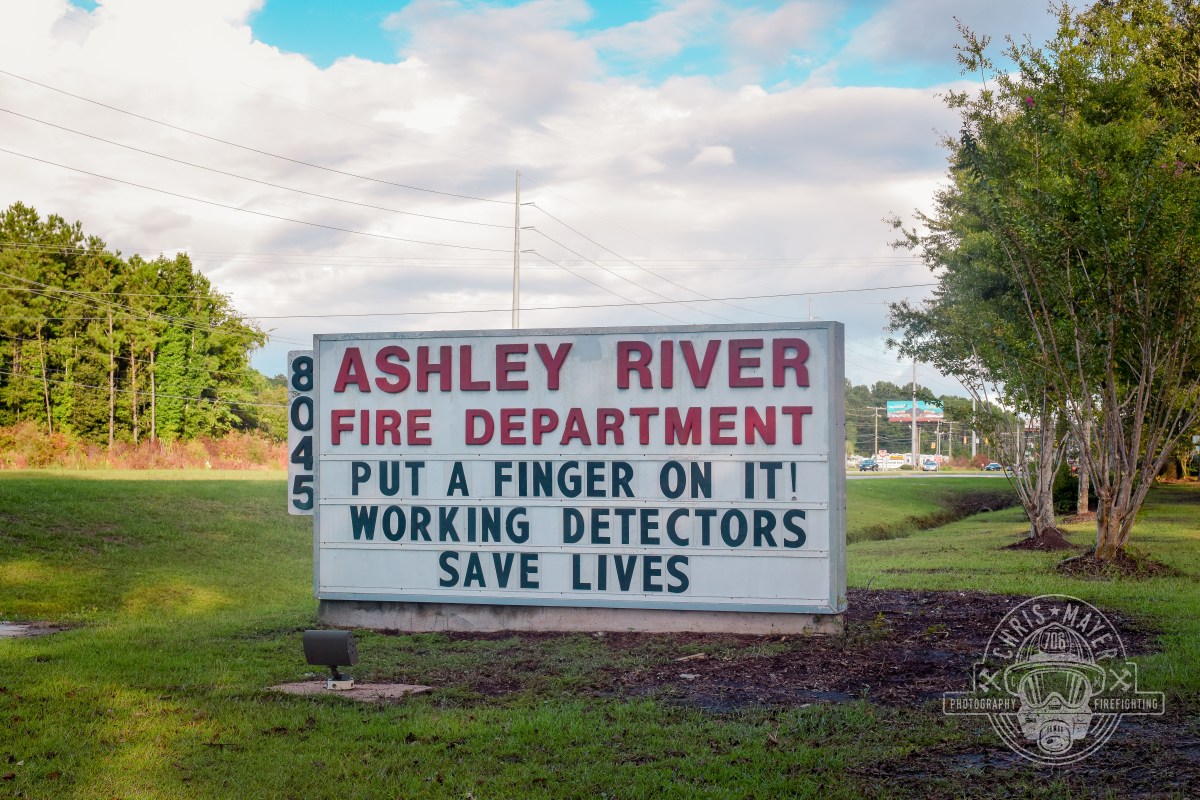 ASHLEY RIVER
FIRE DEPARTMENT
PUT A FINGER ON IT!
WORKING DETECTORS
SAVE LIVES
8045
CHRIS★MAYER
706
PHOTOGRAPHY FIREFIGHTING